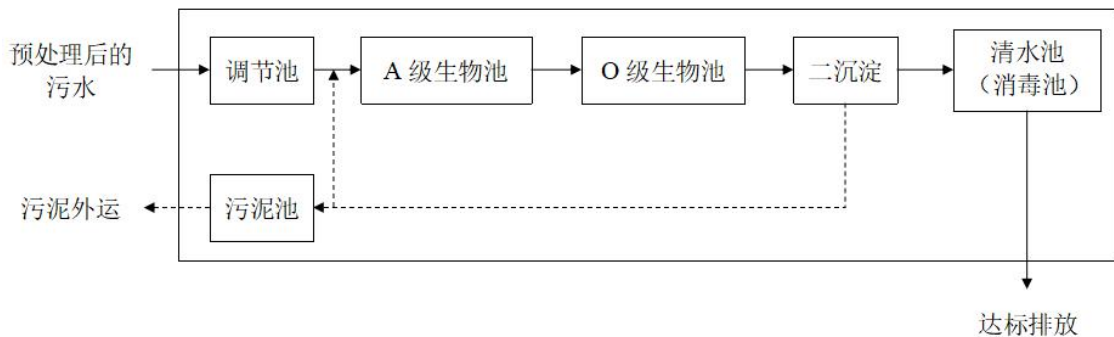 预处理后的
污水
调节池
A 级生物池
O 级生物池
二沉淀
清水池
（消毒池）
污泥外运
污泥池
达标排放